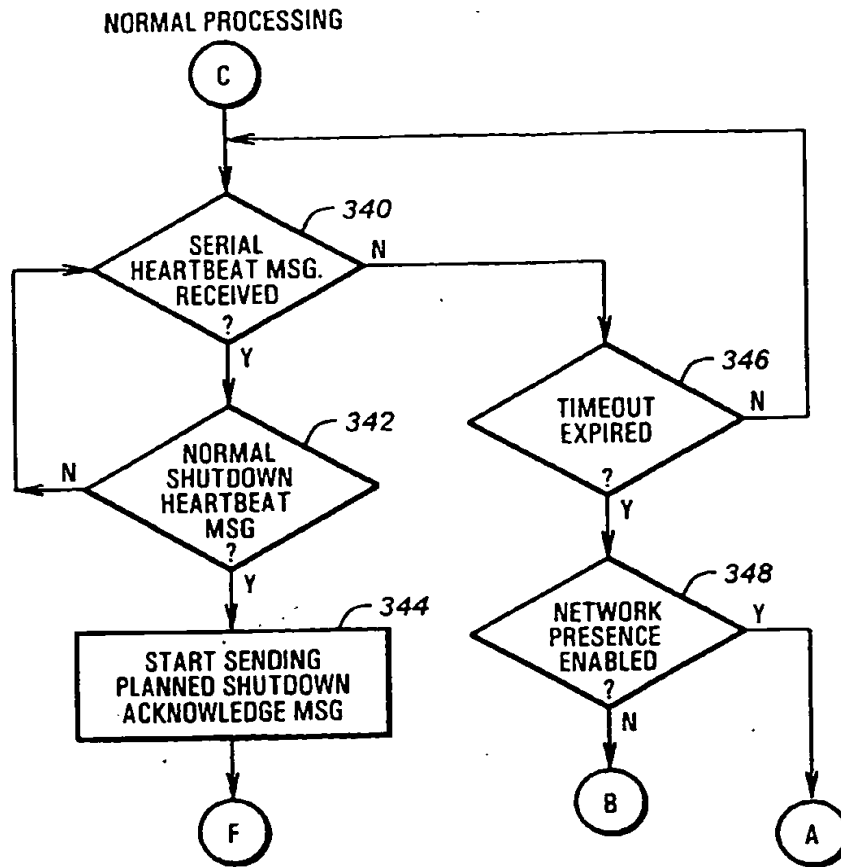 NORMAL PROCESSING
C
340
SERIAL
HEARTBEAT MSG.
RECEIVED
?
N
Y
346
TIMEOUT
EXPIRED
?
N
Y
342
NORMAL
SHUTDOWN
HEARTBEAT
MSG
?
N
Y
348
NETWORK
PRESENCE
ENABLED
?
Y
N
344
START SENDING
PLANNED SHUTDOWN
ACKNOWLEDGE MSG
F
B
A